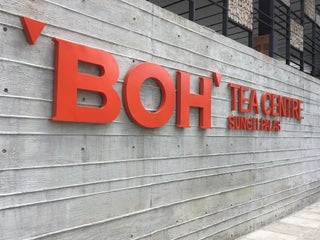 BOH
TEA CENTRE
SUNGEI PALAS